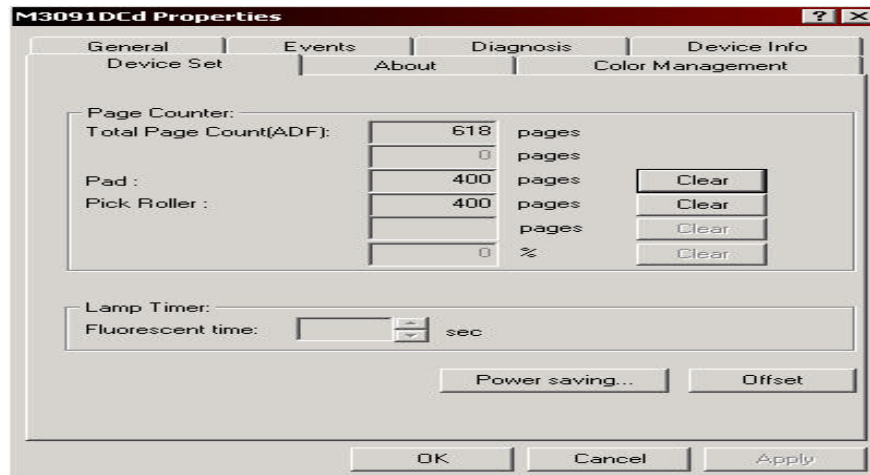 M3091DCd Properties ? ×
General Events Diagnosis Device Info
Device Set About Color Management
Page Counter:
Total Page Count(ADF): 618 pages
0 pages
Pad : 400 pages Clear
Pick Roller : 400 pages Clear
pages Clear
0 % Clear
Lamp Timer:
Fluorescent time: sec
Power saving... Offset
OK Cancel Apply